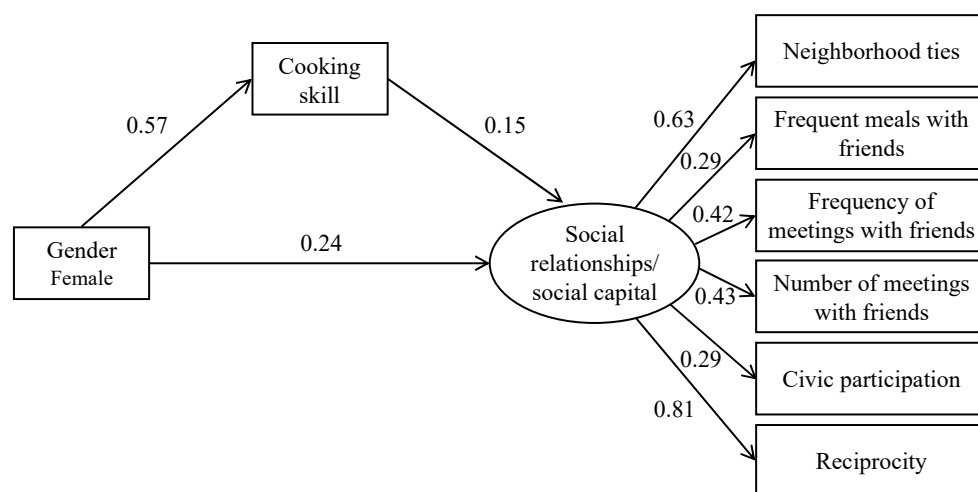 Neighborhood ties
Cooking
skill
0.57
0.15
0.63
Frequent meals with
friends
0.29
Frequency of
meetings with friends
0.42
Gender
Female
0.24
Social
relationships/
social capital
Number of meetings
with friends
0.43
Civic participation
0.29
0.81
Reciprocity